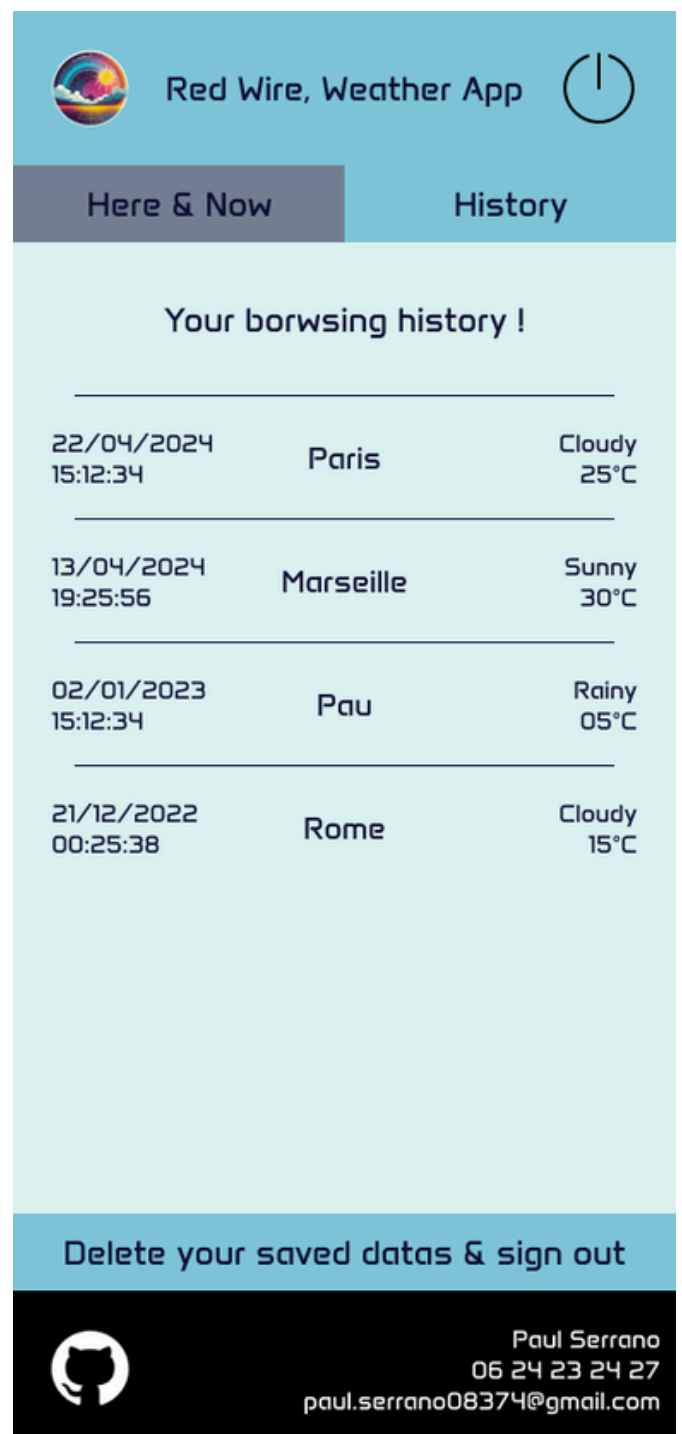 Red Wire, Weather App
Here & Now
History
Your borwsing history !
22/04/2024
15:12:34
Paris
Cloudy
25°C
13/04/2024
19:25:56
Marseille
Sunny
30°C
02/01/2023
15:12:34
Pau
Rainy
05°C
21/12/2022
00:25:38
Rome
Cloudy
15°C
Delete your saved datas & sign out
Paul Serrano
06 24 23 24 27
paul.serrano08374@gmail.com